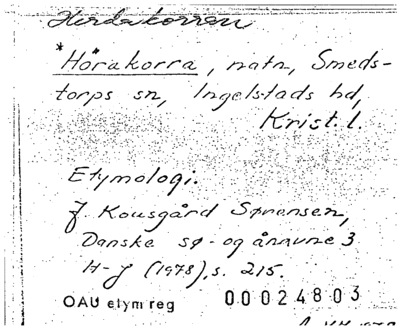 Herdakorren
*Hörakorra, natn, Smeds-
torps sn, Ingelstads hd,
Krist. l.
Etymologi.
J. Kousgård Sørensen,
Danske sø- og ånavne 3
H-J (1978), s. 215.
OAU etym reg 00024803